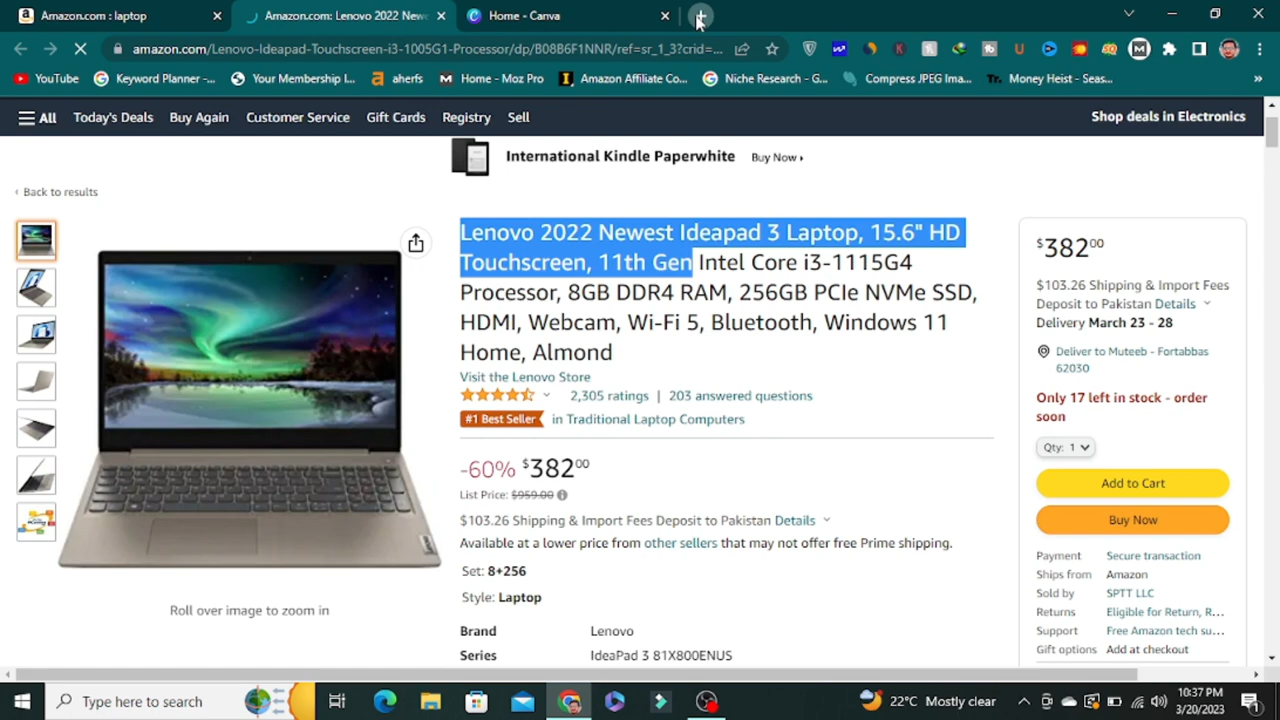 Amazon.com : laptop
Amazon.com: Lenovo 2022 New
Home - Canva
amazon.com/Lenovo-Ideapad-Touchscreen-i3-1005G1-Processor/dp/B08B6F1NNR/ref=sr_1_3?crid=...
YouTube
Keyword Planner -...
Your Membership I...
aherfs
Home - Moz Pro
Amazon Affiliate Co...
Niche Research - G...
Compress JPEG Ima...
Tr. Money Heist - Seas...
»
All
Today's Deals
Buy Again
Customer Service
Gift Cards
Registry
Sell
Shop deals in Electronics
International Kindle Paperwhite
Buy Now ›
‹ Back to results
Lenovo 2022 Newest Ideapad 3 Laptop, 15.6" HD
Touchscreen, 11th Gen Intel Core i3-1115G4
Processor, 8GB DDR4 RAM, 256GB PCIe NVMe SSD,
HDMI, Webcam, Wi-Fi 5, Bluetooth, Windows 11
Home, Almond
Visit the Lenovo Store
2,305 ratings | 203 answered questions
#1 Best Seller in Traditional Laptop Computers
-60% $382 00
List Price: $959.00
$103.26 Shipping & Import Fees Deposit to Pakistan Details
Available at a lower price from other sellers that may not offer free Prime shipping.
Set: 8+256
Style: Laptop
Brand Lenovo
Series IdeaPad 3 81X800ENUS
Roll over image to zoom in
$382 00
$103.26 Shipping & Import Fees
Deposit to Pakistan Details
Delivery March 23 - 28
Deliver to Muteeb - Fortabbas
62030
Only 17 left in stock - order
soon
Qty: 1
Add to Cart
Buy Now
Payment Secure transaction
Ships from Amazon
Sold by SPTT LLC
Returns Eligible for Return, R...
Support Free Amazon tech su...
Gift options Add at checkout
Type here to search
22°C Mostly clear
10:37 PM
3/20/2023
1